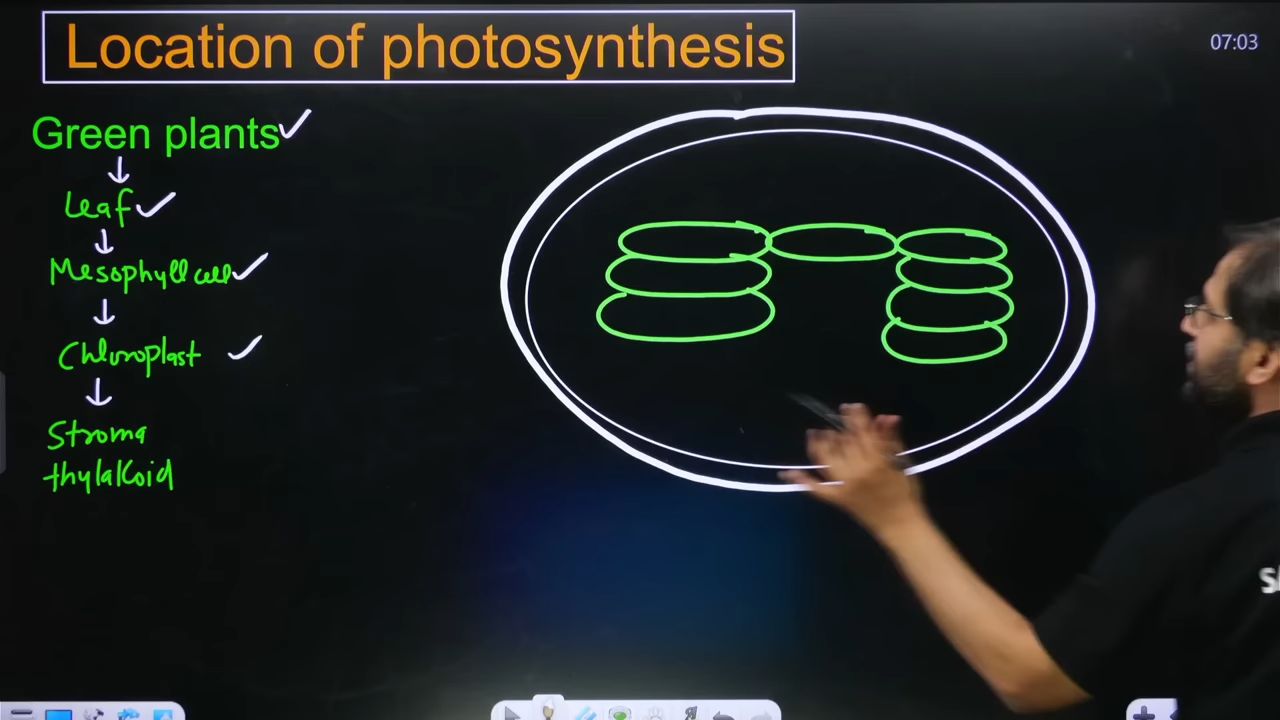 Location of photosynthesis
07:03
Green plants
Leaf
Mesophyll cell
Chloroplast
Stroma
thylakoid